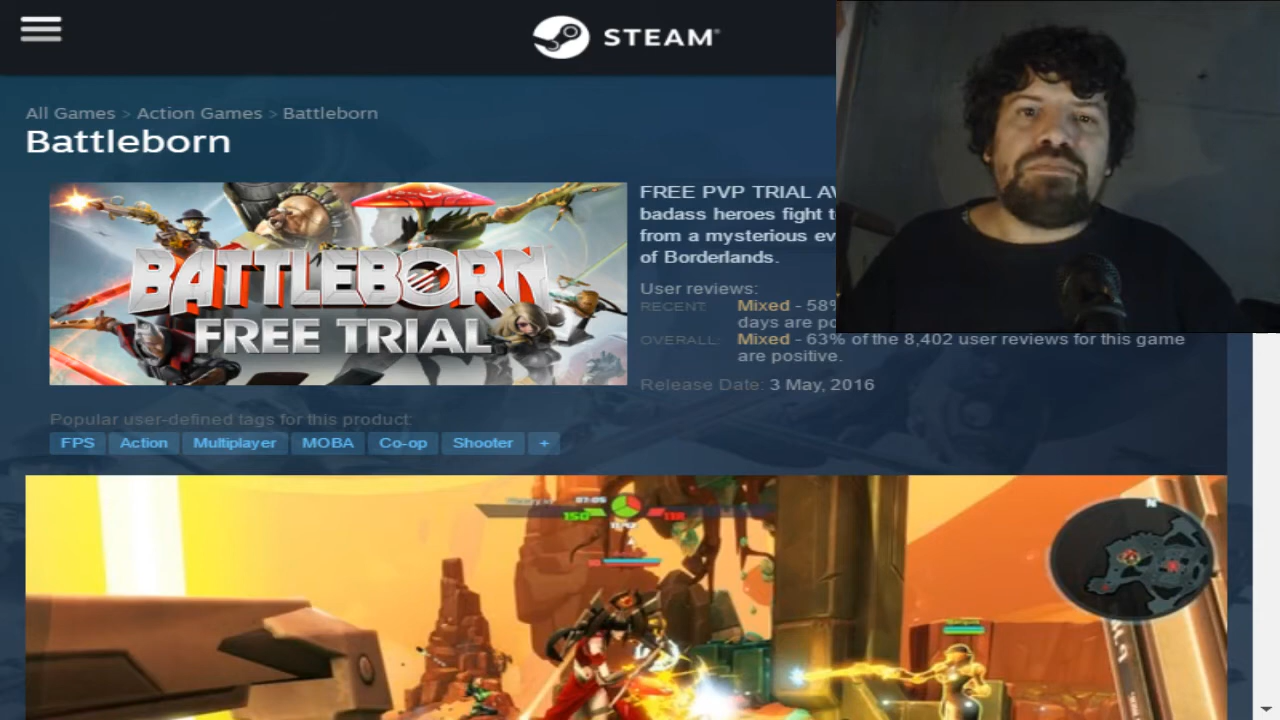 STEAM®
All Games > Action Games > Battleborn
Battleborn
BATTLEBORN
FREE TRIAL
FREE PVP TRIAL
badass heroes fight
from a mysterious
of Borderlands.
User reviews:
RECENT: Mixed - 58%
days are
OVERALL: Mixed - 63% of the 8,402 user reviews for this game
are positive.
Release Date: 3 May, 2016
Popular user-defined tags for this product:
FPS Action Multiplayer MOBA Co-op Shooter +
07:05
150 118
N